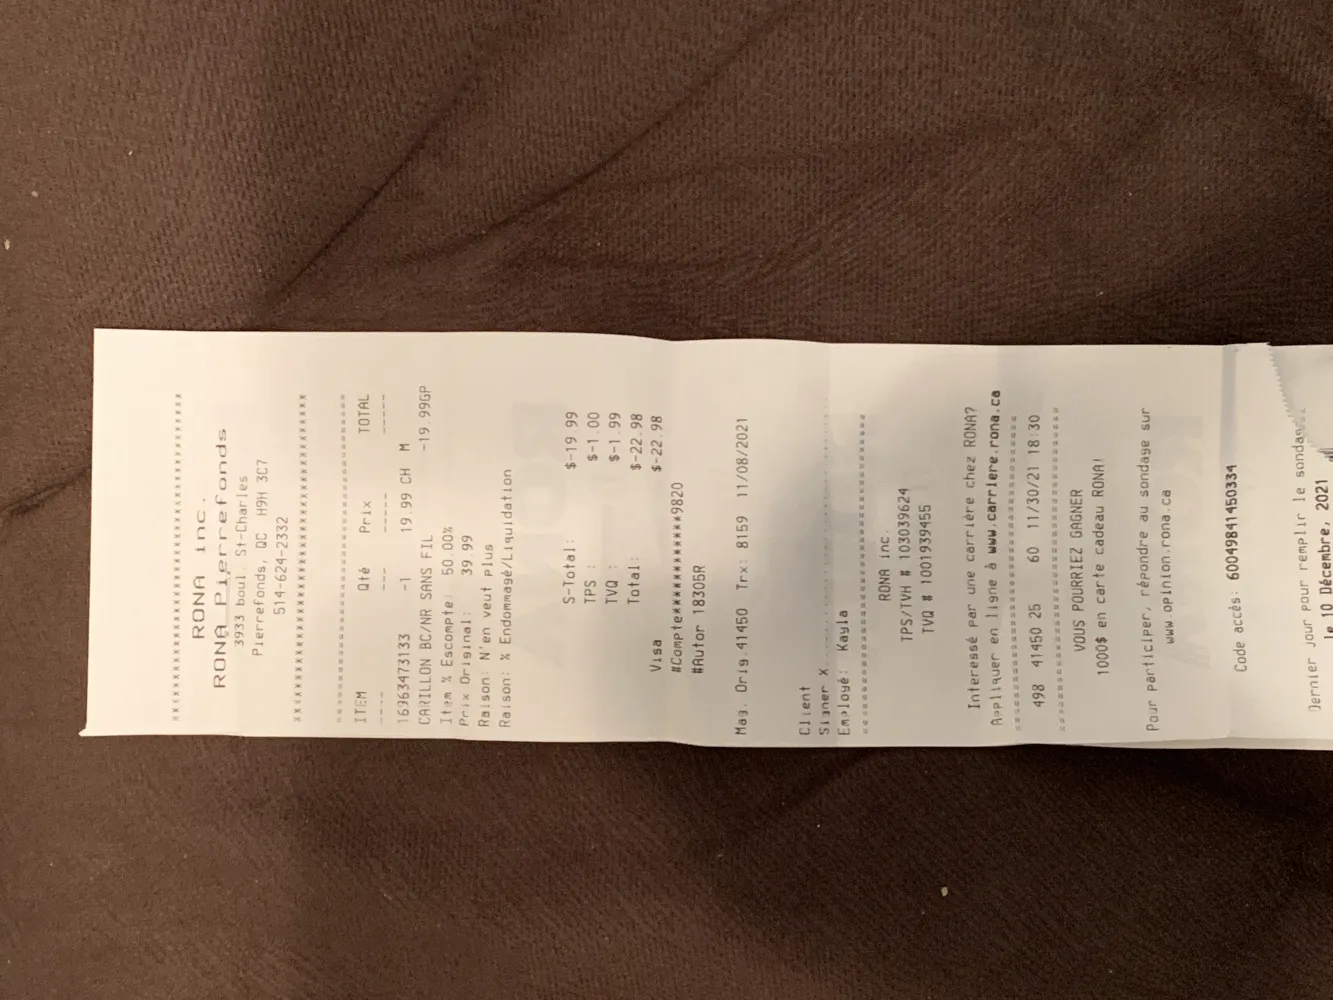 ************************************
RONA inc.
RONA Pierrefonds
3933 boul. St-Charles
Pierrefonds, QC H9H 3C7
514-624-2332
************************************
====================================
ITEM Qté Prix TOTAL
---- --- ----- -----
16963473133 -1 19.99 CH M
CARILLON BC/NR SANS FIL -19.99GP
Item % Escompte: 50.00%
Prix Original: 39.99
Raison: N'en veut plus
Raison: % Endommagé/Liquidation
S-Total: $-19.99
TPS : $-1.00
TVQ : $-1.99
Total: $-22.98
Visa $-22.98
#Compte************9820
#Autor 18305R
Mag. Orig.41450 Trx: 8159 11/08/2021
Client
Signer X..........................
Employé: Kayla
==================================
RONA inc.
TPS/TVH # 103039624
TVQ # 1001939455
Interessé par une carrière chez RONA?
Appliquer en ligne à www.carriere.rona.ca
==================================
498 41450 25 60 11/30/21 18:30
==================================
VOUS POURRIEZ GAGNER
1000$ en carte cadeau RONA!
Pour participer, répondre au sondage sur
www.opinion.rona.ca
Code accès: 60049841450334
Dernier jour pour remplir le sondage
le 10 Décembre, 2021